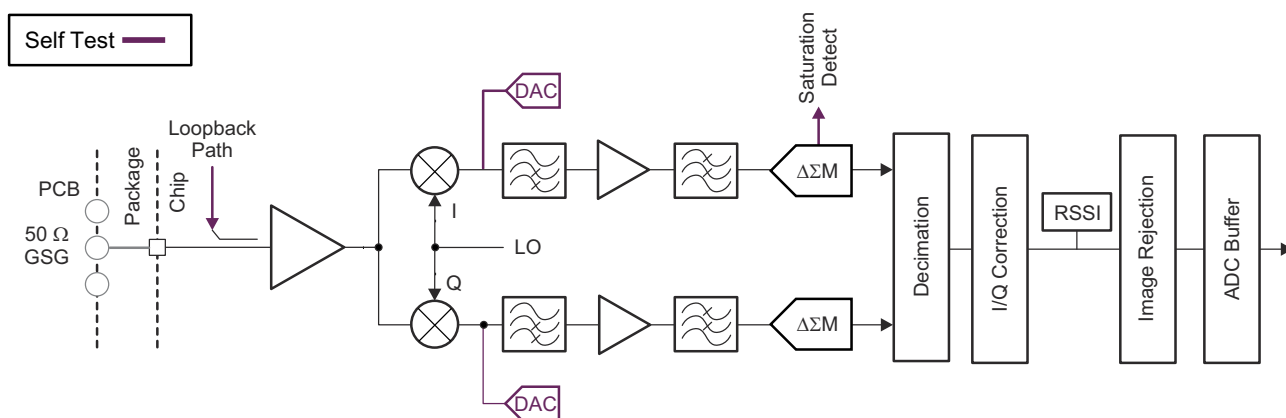 Self Test
Saturation
Detect
DAC
Loopback
Path
PCB
Package
Chip
50 Ω
GSG
I
LO
Q
ΔΣM
ΔΣM
DAC
Decimation
I/Q Correction
RSSI
Image Rejection
ADC Buffer